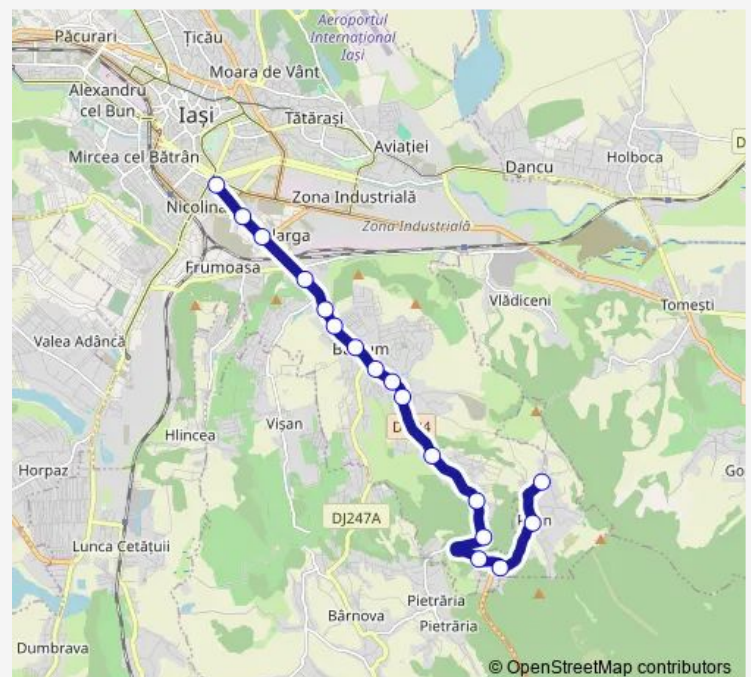 Aeroportul
Internațional
Iași
Păcurari
Țicău
Moara de Vânt
Alexandru
cel Bun
Iași
Tătărași
Aviației
Mircea cel Bătrân
Dancu
Holboca
Zona Industrială
Nicolina
Zona Industrială
Frumoasa
Vlădiceni
Tomești
Valea Adâncă
Vișan
Hlincea
Horpaz
DJ247A
Lunca Cetățuii
Pietrăria
Bârnova
Pietrăria
Dumbrava
© OpenStreetMap contributors